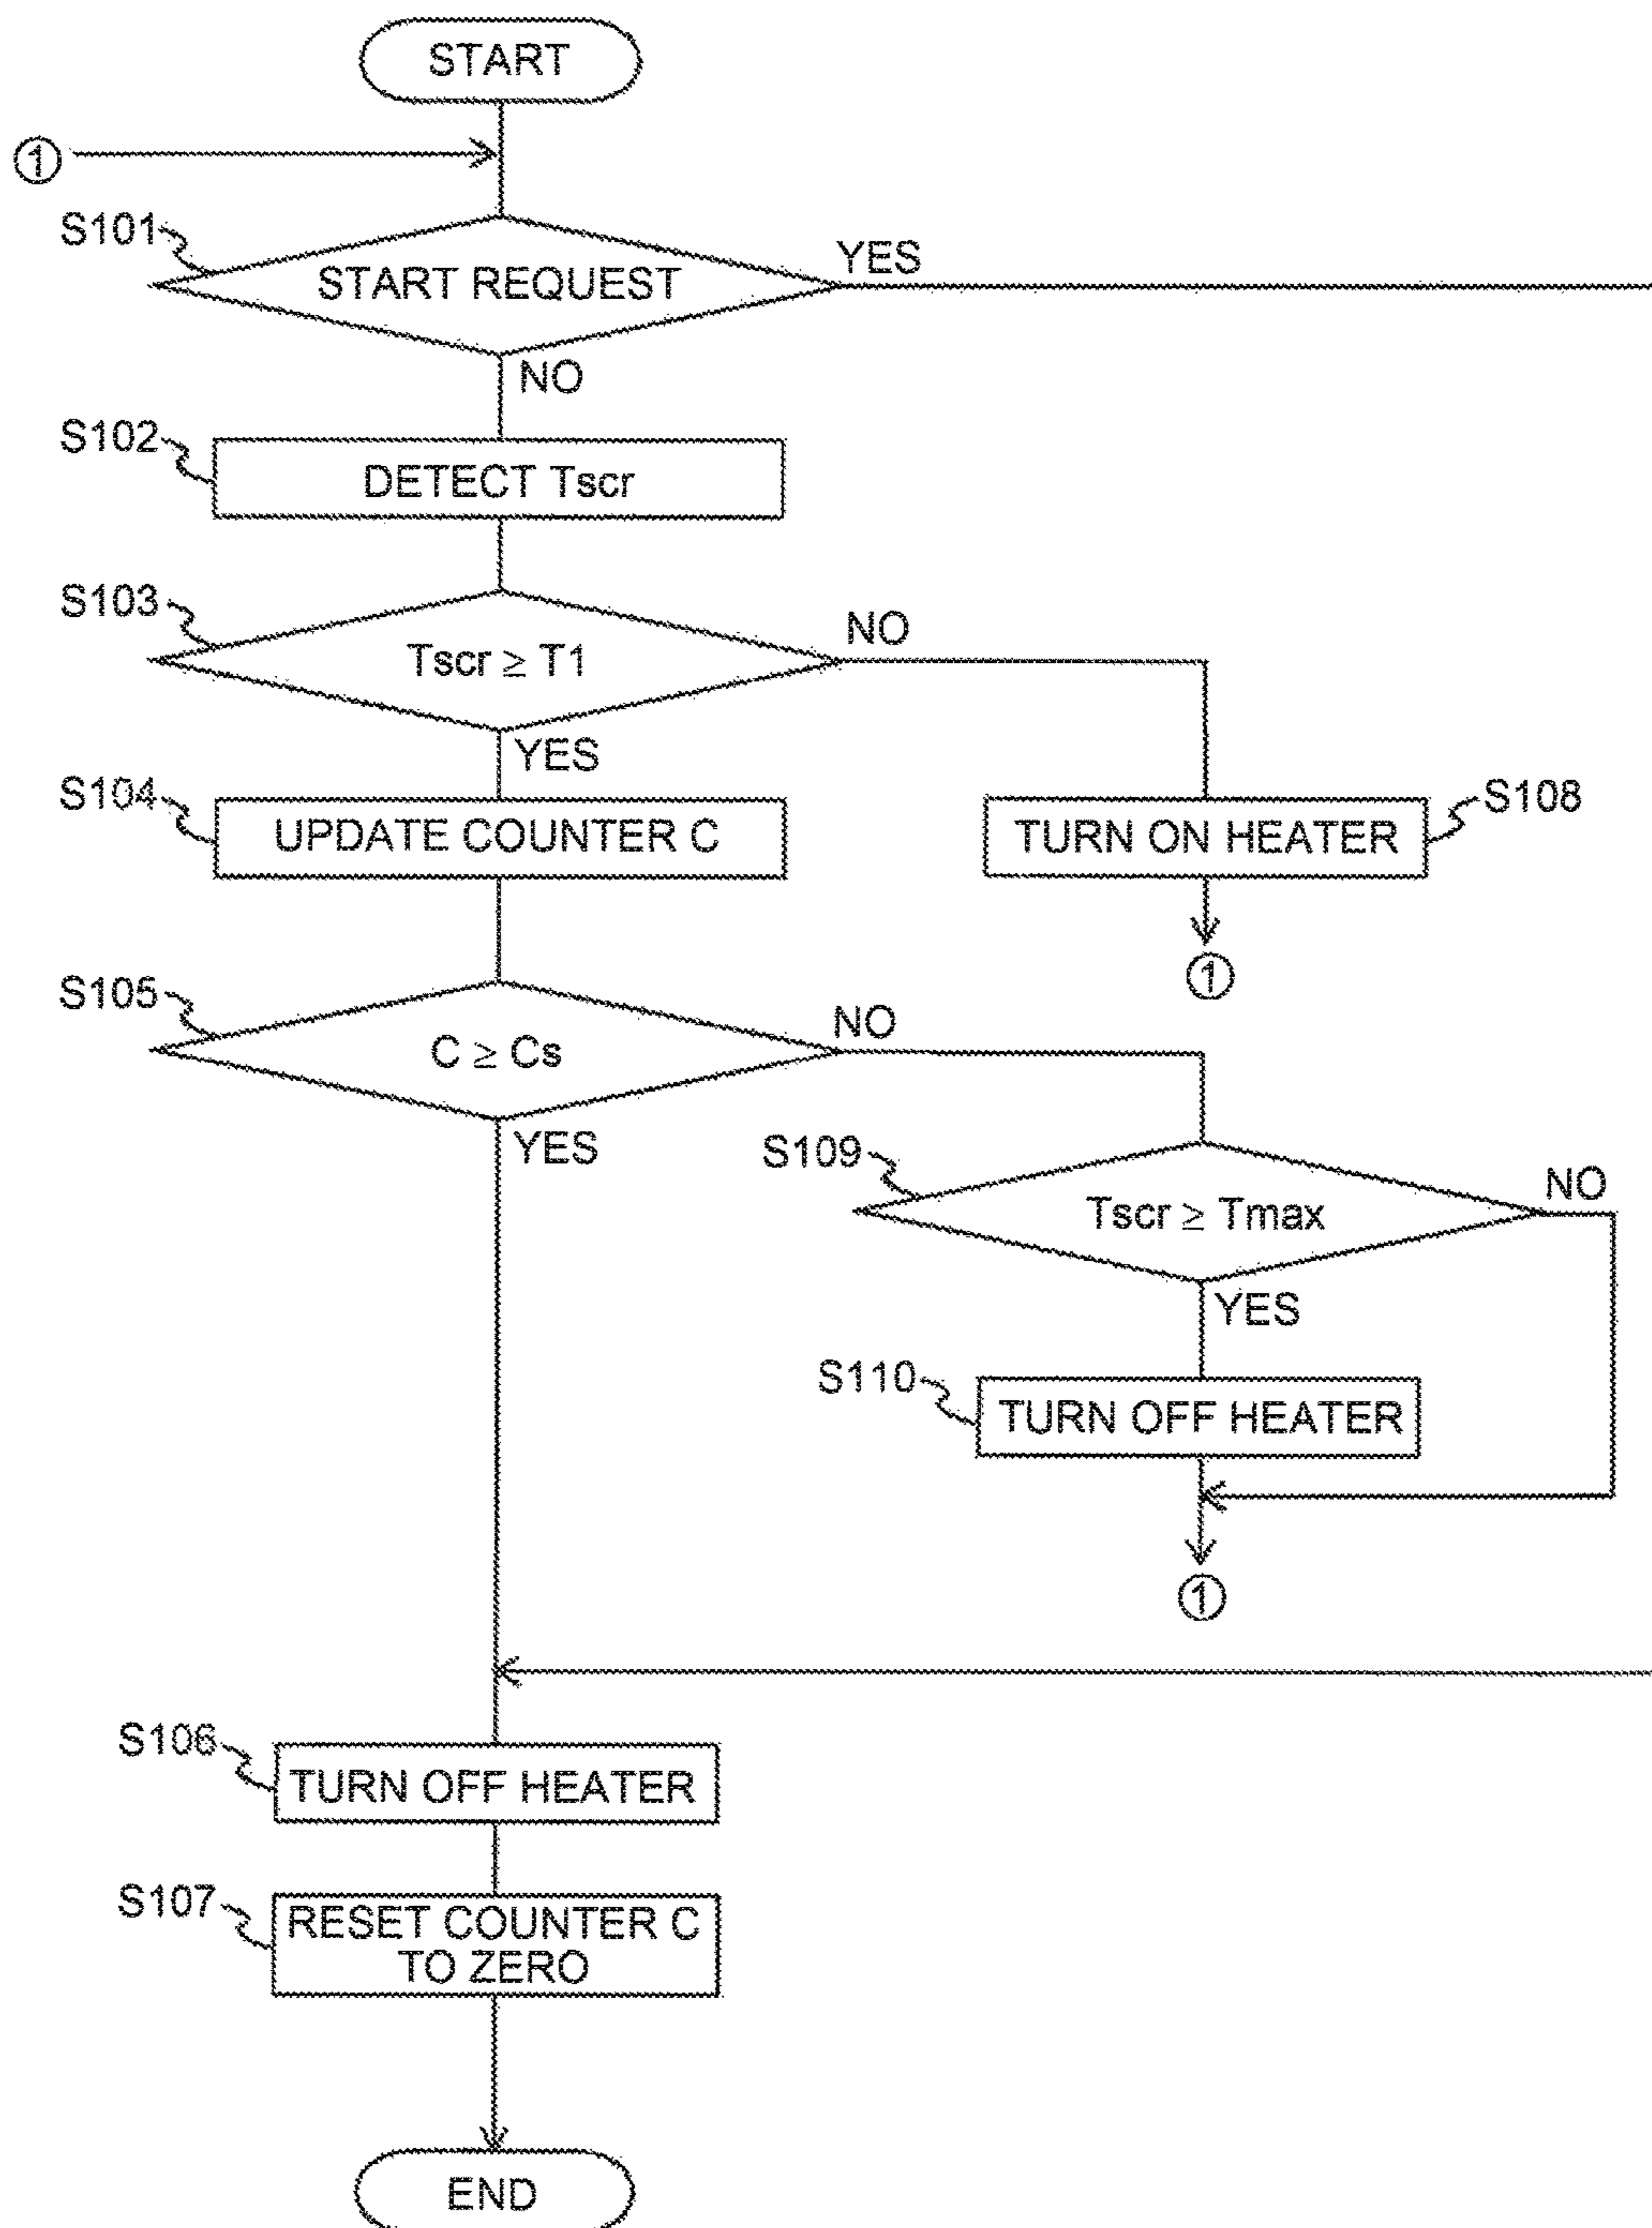 START
①
S101
START REQUEST
YES
NO
S102
DETECT Tscr
S103
Tscr ≥ T1
NO
YES
S104
UPDATE COUNTER C
TURN ON HEATER
S108
①
S105
C ≥ Cs
NO
YES
S109
Tscr ≥ Tmax
NO
YES
S110
TURN OFF HEATER
①
S106
TURN OFF HEATER
S107
RESET COUNTER C
TO ZERO
END